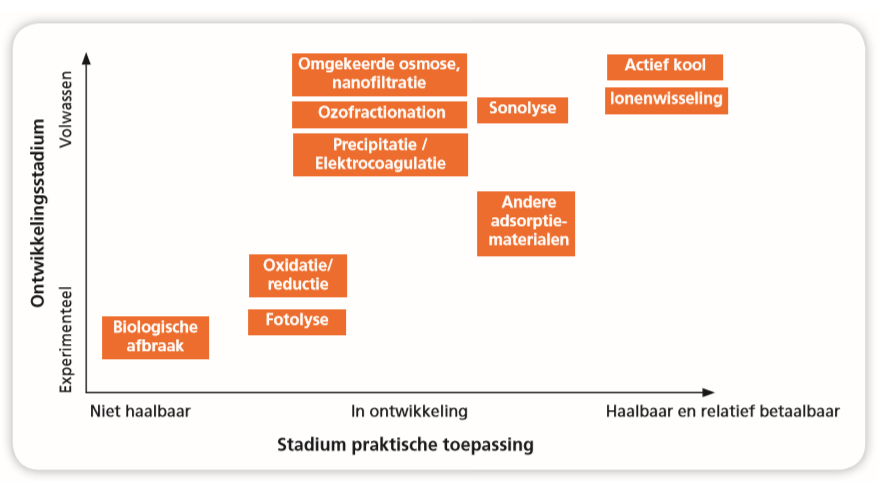 Ontwikkelingsstadium
Volwassen
Experimenteel
Omgekeerde osmose,
nanofiltratie
Ozofractionation
Precipitatie /
Elektrocoagulatie
Sonolyse
Actief kool
Ionenwisseling
Andere
adsorptie-
materialen
Oxidatie/
reductie
Fotolyse
Biologische
afbraak
Niet haalbaar
In ontwikkeling
Haalbaar en relatief betaalbaar
Stadium praktische toepassing